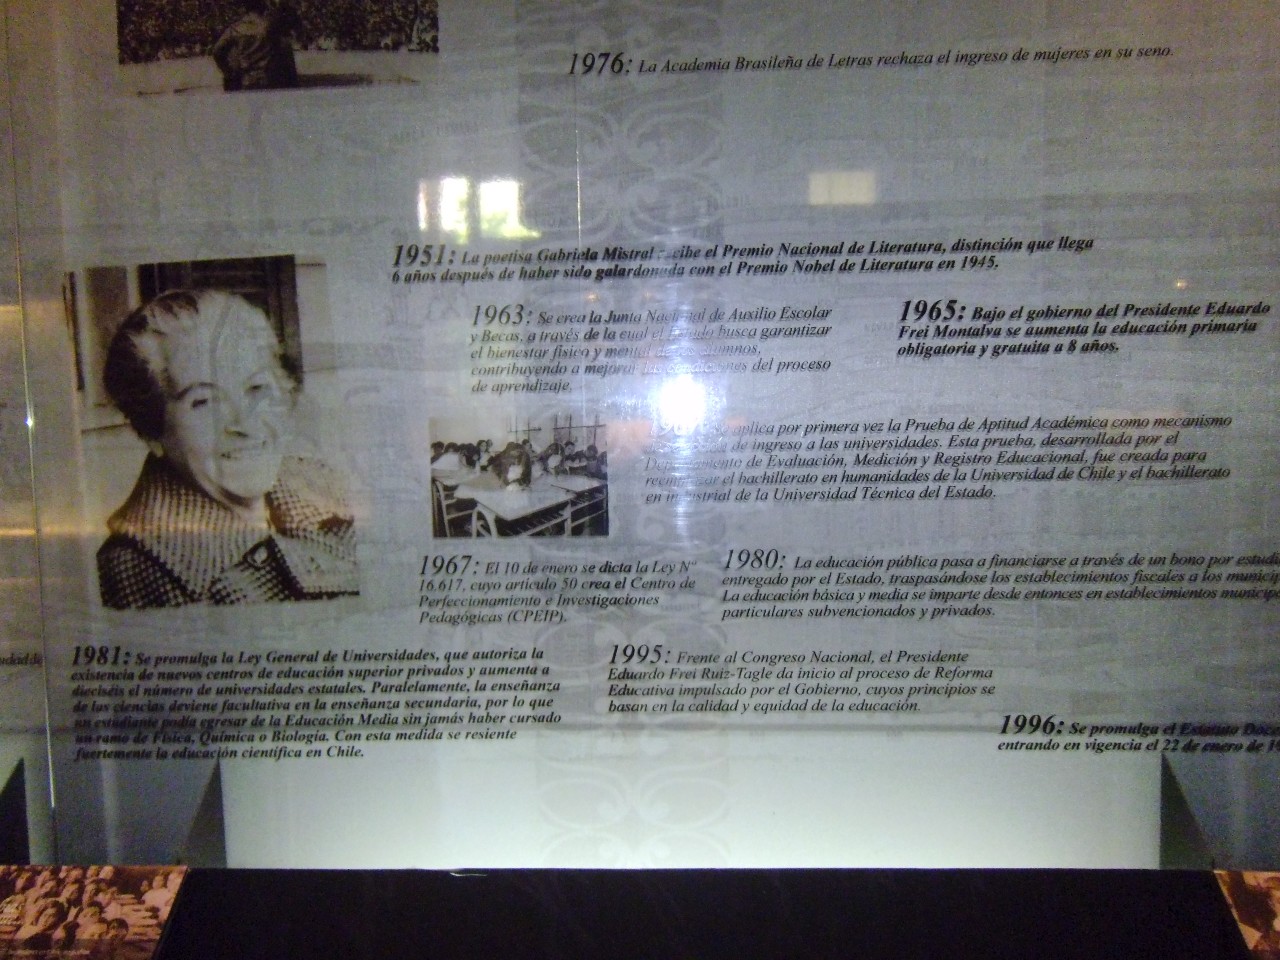 1976: La Academia Brasileña de Letras rechaza el ingreso de mujeres en su seno.
1951: La poetisa Gabriela Mistral recibe el Premio Nacional de Literatura, distinción que llega
6 años después de haber sido galardonada con el Premio Nobel de Literatura en 1945.
1963: Se crea la Junta Nacional de Auxilio Escolar
y Becas, a través de la cual el Estado busca garantizar
el bienestar físico y mental de los alumnos,
contribuyendo a mejorar las condiciones del proceso
de aprendizaje.
1965: Bajo el gobierno del Presidente Eduardo
Frei Montalva se aumenta la educación primaria
obligatoria y gratuita a 8 años.
Se aplica por primera vez la Prueba de Aptitud Académica como mecanismo
de ingreso a las universidades. Esta prueba, desarrollada por el
Departamento de Evaluación, Medición y Registro Educacional, fue creada para
reemplazar el bachillerato en humanidades de la Universidad de Chile y el bachillerato
en industrial de la Universidad Técnica del Estado.
1967: El 10 de enero se dicta la Ley Nº
16.617, cuyo artículo 50 crea el Centro de
Perfeccionamiento e Investigaciones
Pedagógicas (CPEIP).
1980: La educación pública pasa a financiarse a través de un bono por estudi
entregado por el Estado, traspasándose los establecimientos fiscales a los municip
La educación básica y media se imparte desde entonces en establecimientos municipa
particulares subvencionados y privados.
1981: Se promulga la Ley General de Universidades, que autoriza la
existencia de nuevos centros de educación superior privados y aumenta a
dieciséis el número de universidades estatales. Paralelamente, la enseñanza
de las ciencias deviene facultativa en la enseñanza secundaria, por lo que
un estudiante podía egresar de la Educación Media sin jamás haber cursado
un ramo de Física, Química o Biología. Con esta medida se resiente
fuertemente la educación científica en Chile.
1995: Frente al Congreso Nacional, el Presidente
Eduardo Frei Ruiz-Tagle da inicio al proceso de Reforma
Educativa impulsado por el Gobierno, cuyos principios se
basan en la calidad y equidad de la educación.
1996: Se promulga el Estatuto Doce
entrando en vigencia el 22 de enero de 19